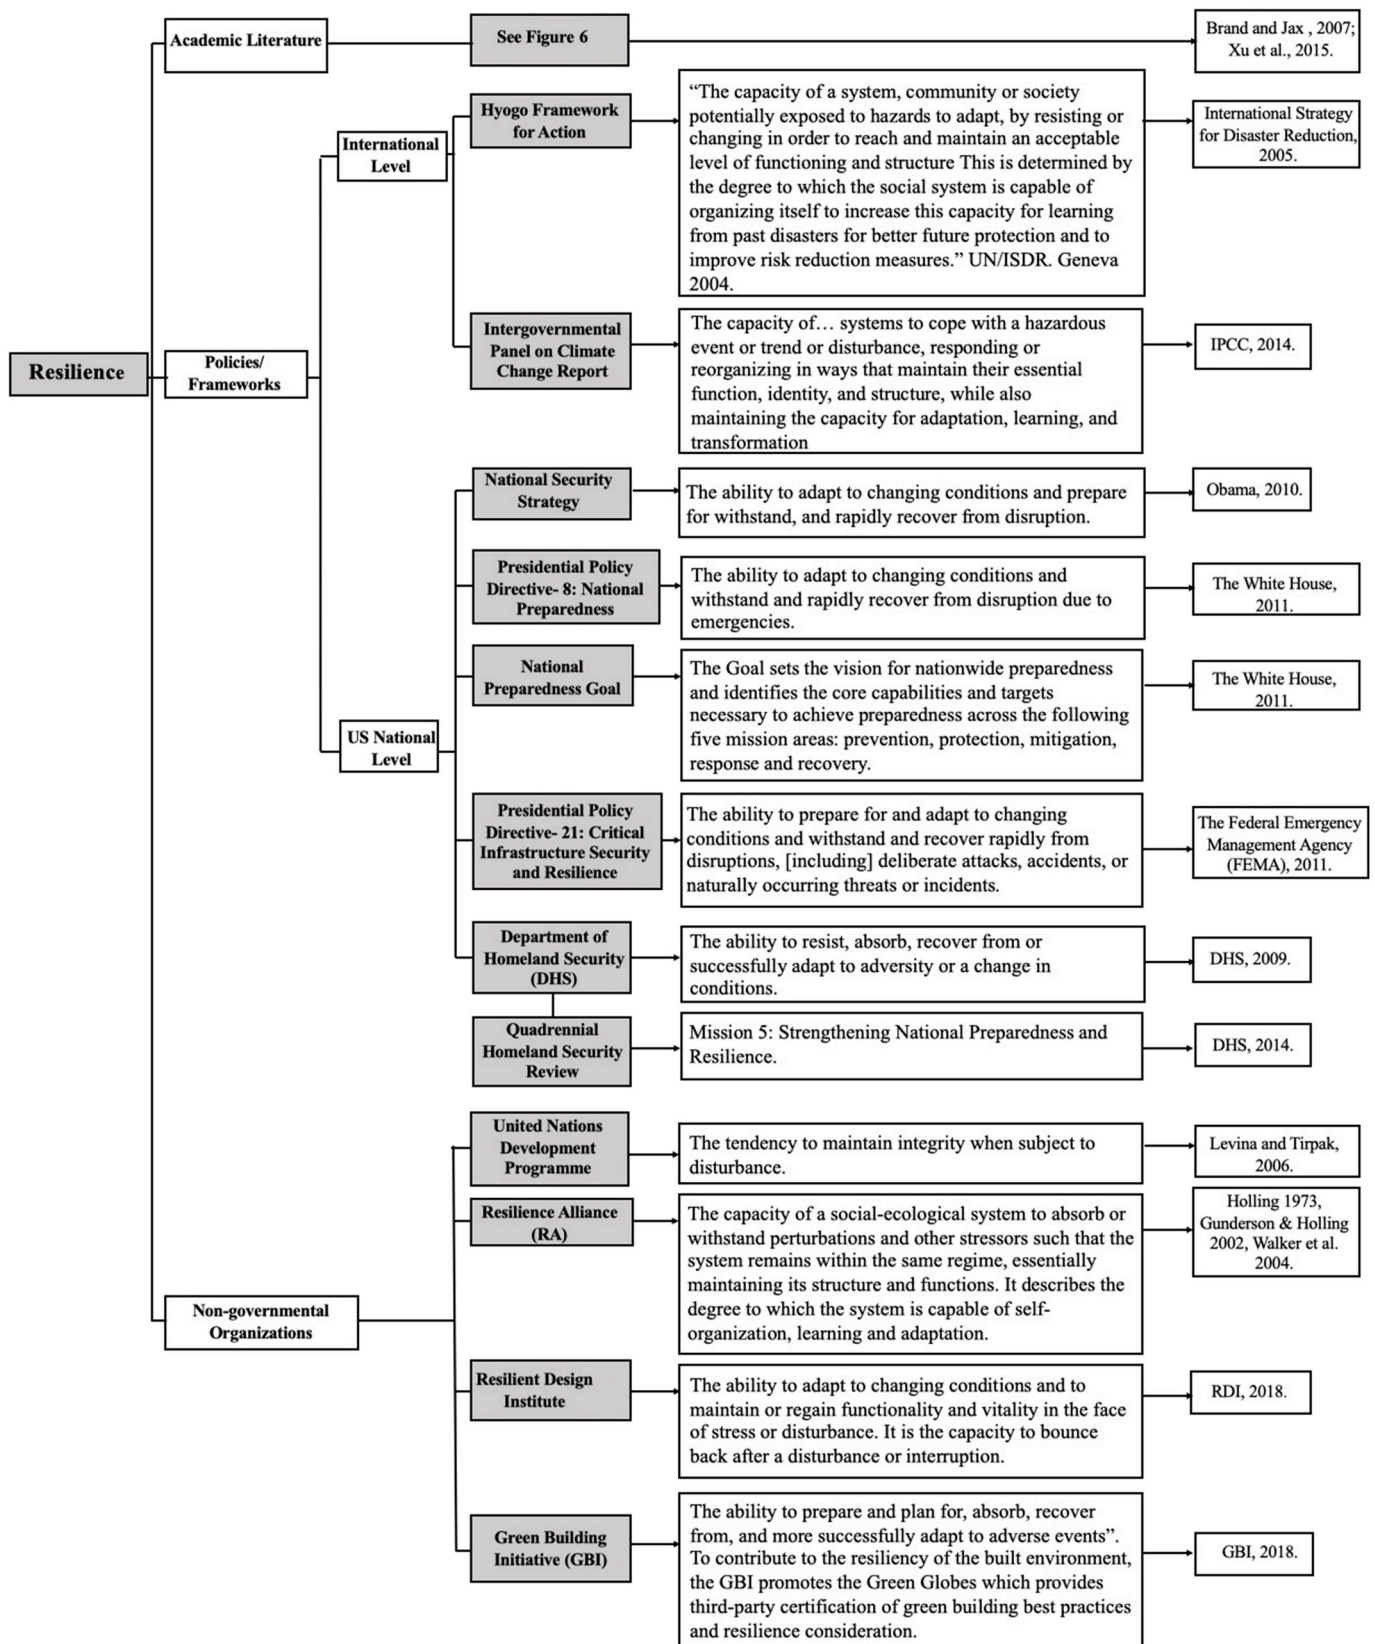 Resilience
Academic Literature
See Figure 6
Brand and Jax , 2007;
Xu et al., 2015.
Policies/
Frameworks
International
Level
Hyogo Framework
for Action
“The capacity of a system, community or society
potentially exposed to hazards to adapt, by resisting or
changing in order to reach and maintain an acceptable
level of functioning and structure This is determined by
the degree to which the social system is capable of
organizing itself to increase this capacity for learning
from past disasters for better future protection and to
improve risk reduction measures.” UN/ISDR. Geneva
2004.
International Strategy
for Disaster Reduction,
2005.
Intergovernmental
Panel on Climate
Change Report
The capacity of… systems to cope with a hazardous
event or trend or disturbance, responding or
reorganizing in ways that maintain their essential
function, identity, and structure, while also
maintaining the capacity for adaptation, learning, and
transformation
IPCC, 2014.
US National
Level
National Security
Strategy
The ability to adapt to changing conditions and prepare
for withstand, and rapidly recover from disruption.
Obama, 2010.
Presidential Policy
Directive- 8: National
Preparedness
The ability to adapt to changing conditions and
withstand and rapidly recover from disruption due to
emergencies.
The White House,
2011.
National
Preparedness Goal
The Goal sets the vision for nationwide preparedness
and identifies the core capabilities and targets
necessary to achieve preparedness across the following
five mission areas: prevention, protection, mitigation,
response and recovery.
The White House,
2011.
Presidential Policy
Directive- 21: Critical
Infrastructure Security
and Resilience
The ability to prepare for and adapt to changing
conditions and withstand and recover rapidly from
disruptions, [including] deliberate attacks, accidents, or
naturally occurring threats or incidents.
The Federal Emergency
Management Agency
(FEMA), 2011.
Department of
Homeland Security
(DHS)
The ability to resist, absorb, recover from or
successfully adapt to adversity or a change in
conditions.
DHS, 2009.
Quadrennial
Homeland Security
Review
Mission 5: Strengthening National Preparedness and
Resilience.
DHS, 2014.
Non-governmental
Organizations
United Nations
Development
Programme
The tendency to maintain integrity when subject to
disturbance.
Levina and Tirpak,
2006.
Resilience Alliance
(RA)
The capacity of a social-ecological system to absorb or
withstand perturbations and other stressors such that the
system remains within the same regime, essentially
maintaining its structure and functions. It describes the
degree to which the system is capable of self-
organization, learning and adaptation.
Holling 1973,
Gunderson & Holling
2002, Walker et al.
2004.
Resilient Design
Institute
The ability to adapt to changing conditions and to
maintain or regain functionality and vitality in the face
of stress or disturbance. It is the capacity to bounce
back after a disturbance or interruption.
RDI, 2018.
Green Building
Initiative (GBI)
The ability to prepare and plan for, absorb, recover
from, and more successfully adapt to adverse events”.
To contribute to the resiliency of the built environment,
the GBI promotes the Green Globes which provides
third-party certification of green building best practices
and resilience consideration.
GBI, 2018.